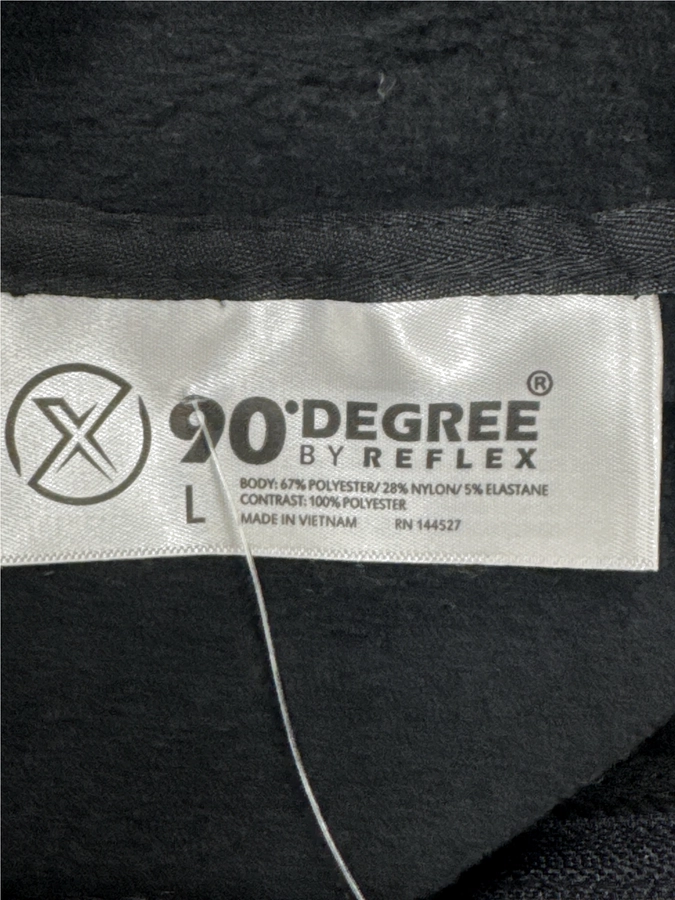 90°DEGREE®
BY REFLEX
L
BODY: 67% POLYESTER/ 28% NYLON/ 5% ELASTANE
CONTRAST: 100% POLYESTER
MADE IN VIETNAM RN 144527